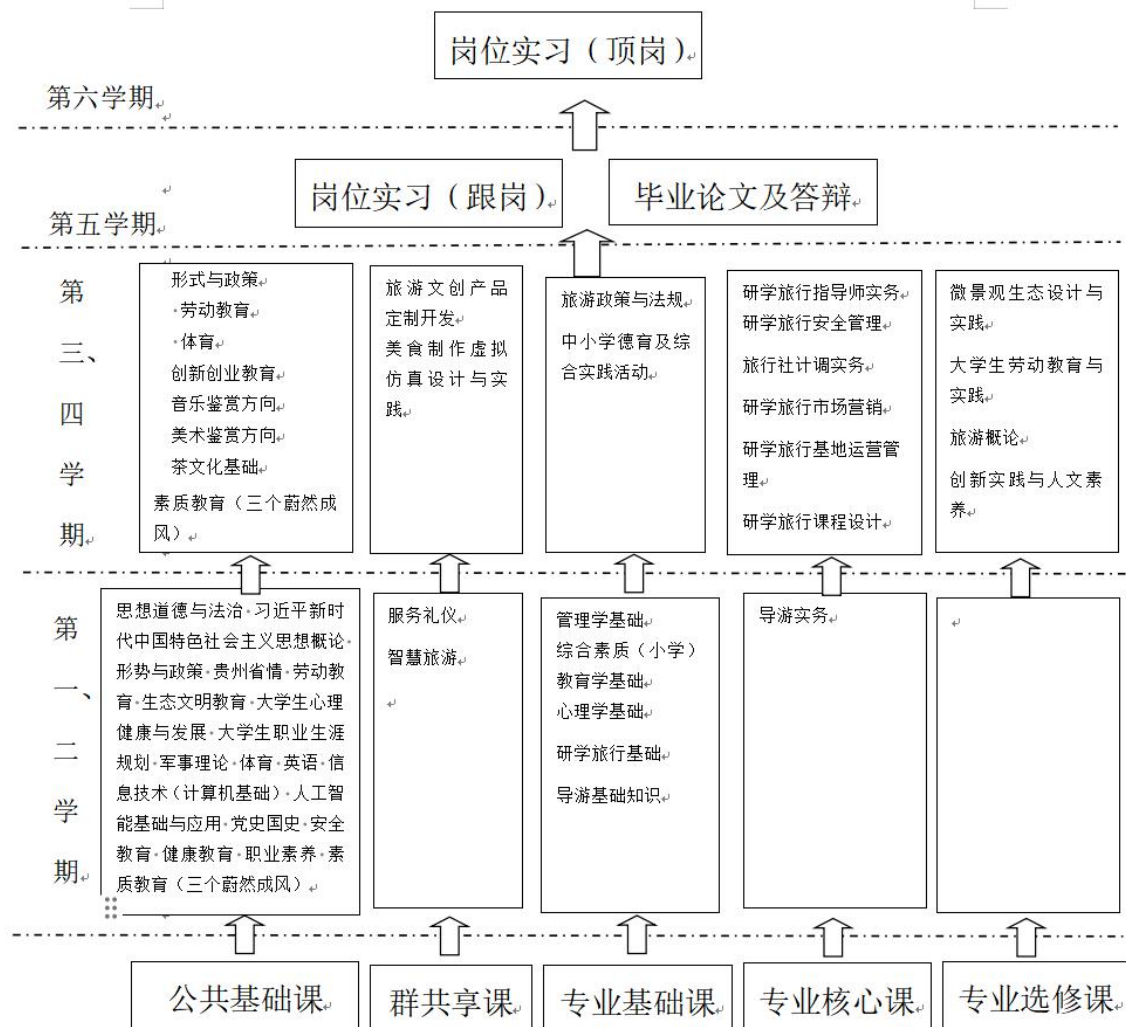 岗位实习（顶岗）
第六学期
岗位实习（跟岗）
毕业论文及答辩
第五学期
第
三、
四
学
期
形式与政策
·劳动教育
·体育
创新创业教育
音乐鉴赏方向
美术鉴赏方向
茶文化基础
素质教育（三个蔚然成
风）
旅游文创产品
定制开发
美食制作虚拟
仿真设计与实
践
旅游政策与法规
中小学德育及综
合实践活动
研学旅行指导师实务
研学旅行安全管理
旅行社计调实务
研学旅行市场营销
研学旅行基地运营管
理
研学旅行课程设计
微景观生态设计与
实践
大学生劳动教育与
实践
旅游概论
创新实践与人文素
养
第
一、
二
学
期
思想道德与法治·习近平新时
代中国特色社会主义思想概论·
形势与政策·贵州省情·劳动教
育·生态文明教育·大学生心理
健康与发展·大学生职业生涯
规划·军事理论·体育·英语·信
息技术（计算机基础）·人工智
能基础与应用·党史国史·安全
教育·健康教育·职业素养·素
质教育（三个蔚然成风）
服务礼仪
智慧旅游
管理学基础
综合素质（小学）
教育学基础
心理学基础
研学旅行基础
导游基础知识
导游实务
公共基础课
群共享课
专业基础课
专业核心课
专业选修课